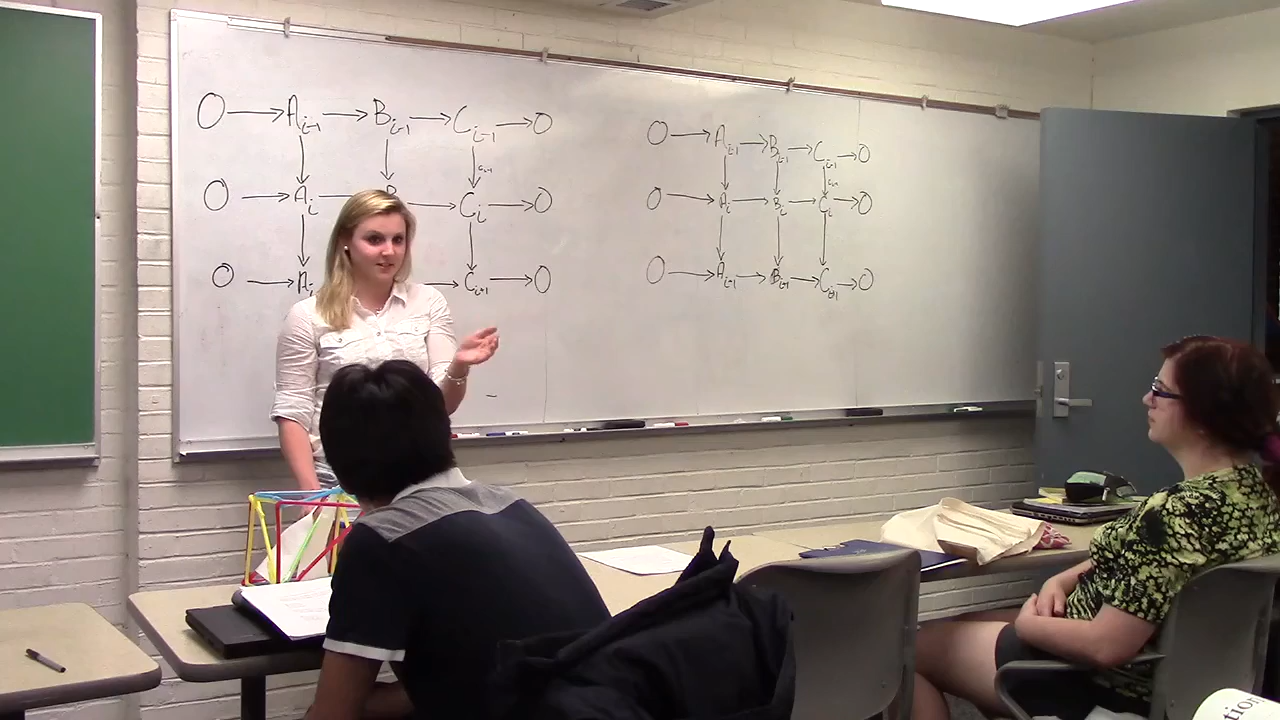 0 → A_{i-1} → B_{i-1} → C_{i-1} → 0
0 → A_i → B → C_i → 0
0 → A → C_{i+1} → 0
0 → A_{i-1} → B_{i-1} → C_{i-1} → 0
0 → A_i → B_i → C_i → 0
0 → A_{i+1} → B_{i+1} → C_{i+1} → 0
tion